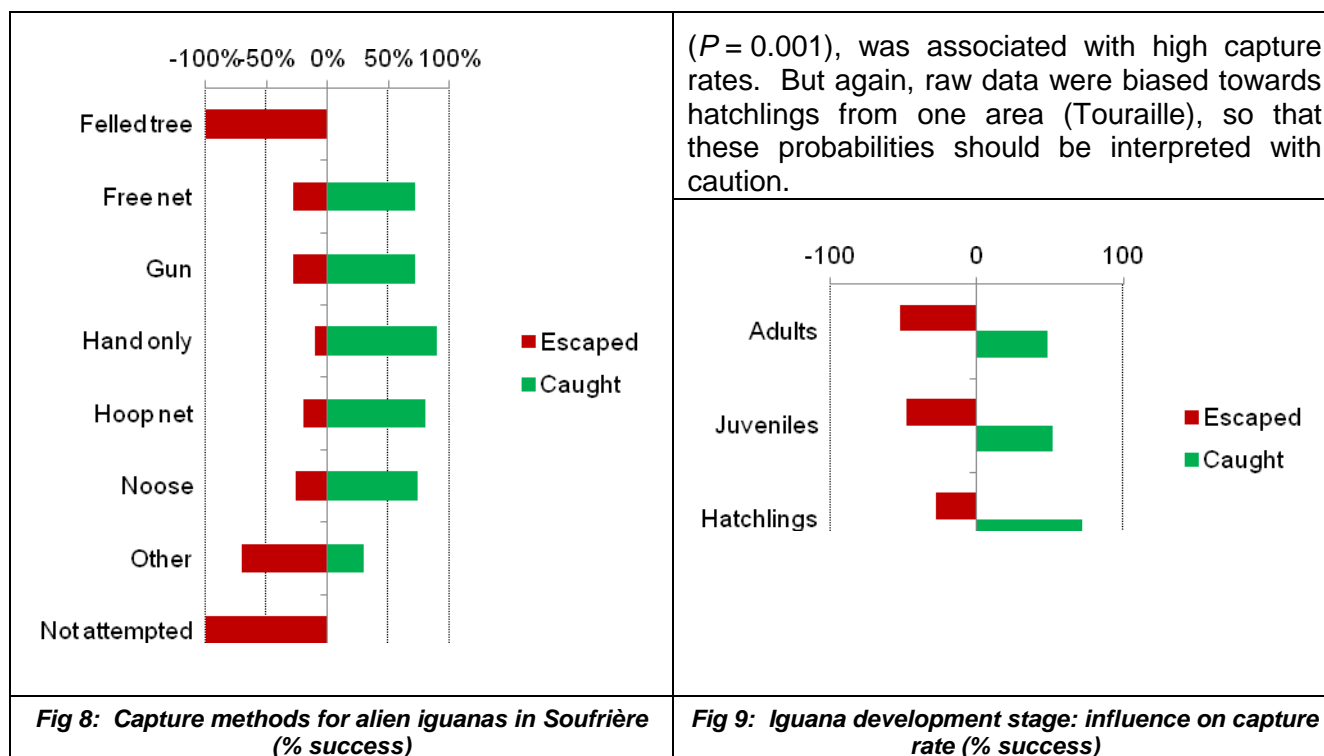 -100% -50% 0% 50% 100%
Felled tree
Free net
Gun
Hand only
Hoop net
Noose
Other
Not attempted
Escaped
Caught
Fig 8: Capture methods for alien iguanas in Soufrière
(% success)
(P = 0.001), was associated with high capture
rates. But again, raw data were biased towards
hatchlings from one area (Touraille), so that
these probabilities should be interpreted with
caution.
-100 0 100
Adults
Juveniles
Hatchlings
Escaped
Caught
Fig 9: Iguana development stage: influence on capture
rate (% success)